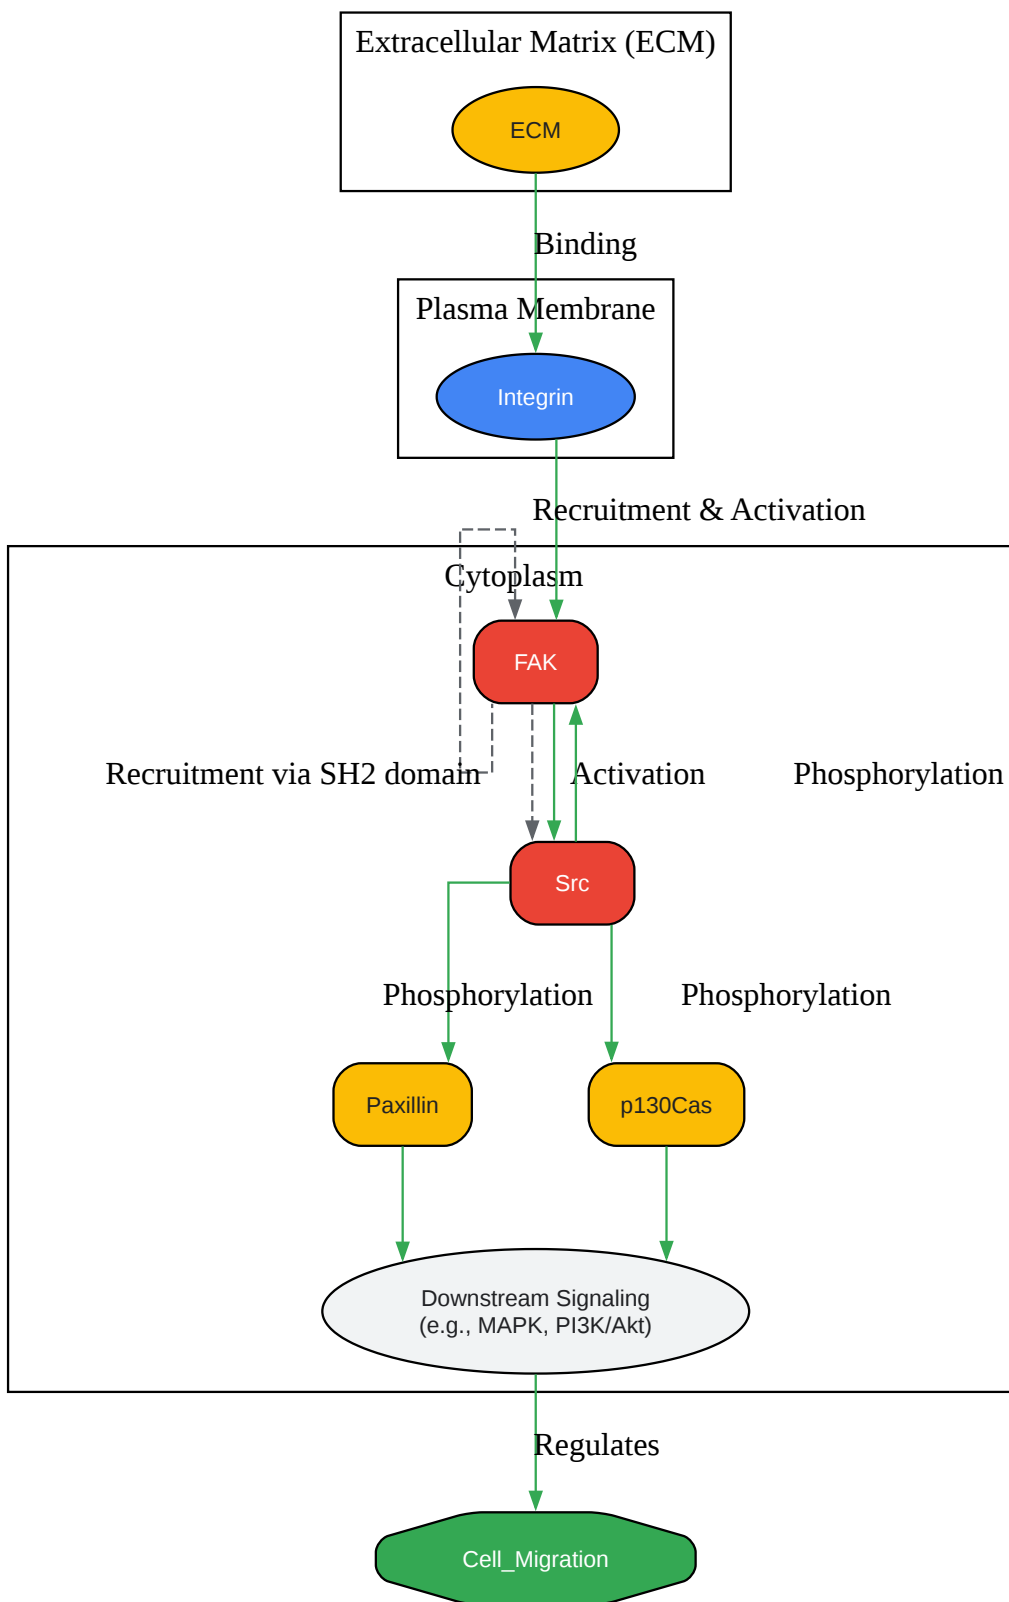 Extracellular Matrix (ECM)
ECM
Binding
Plasma Membrane
Integrin
Recruitment & Activation
Cytoplasm
FAK
Recruitment via SH2 domain
Activation
Phosphorylation
Src
Phosphorylation
Phosphorylation
Paxillin
p130Cas
Downstream Signaling
(e.g., MAPK, PI3K/Akt)
Regulates
Cell_Migration